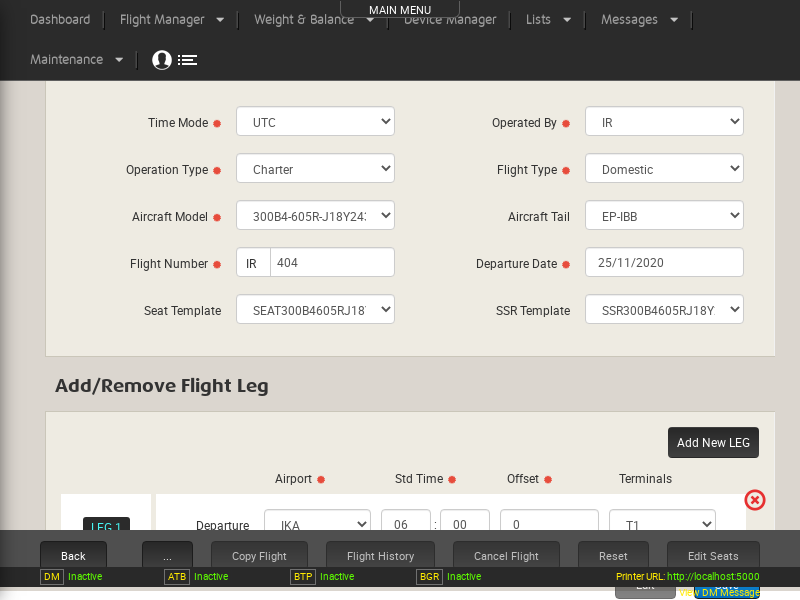 MAIN MENU
Dashboard Flight Manager Weight & Balance Device Manager Lists Messages
Maintenance
Time Mode UTC Operated By IR
Operation Type Charter Flight Type Domestic
Aircraft Model 300B4-605R-J18Y243 Aircraft Tail EP-IBB
Flight Number IR 404 Departure Date 25/11/2020
Seat Template SEAT300B4605RJ18 SSR Template SSR300B4605RJ18Y
Add/Remove Flight Leg
Add New LEG
Airport Std Time Offset Terminals
LEG 1 Departure IKA 06 : 00 0 T1
Back ... Copy Flight Flight History Cancel Flight Reset Edit Seats
DM Inactive ATB Inactive BTP Inactive BGR Inactive Printer URL: http://localhost:5000
Edit Save
View DM Message